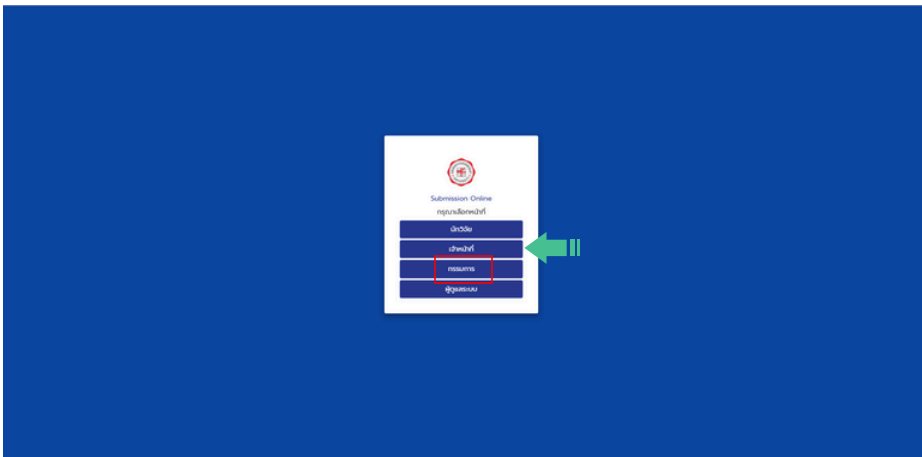 Submission Online
กรุณาเลือกหน้าที่
นักวิจัย
เจ้าหน้าที่
กรรมการ
ผู้ดูแลระบบ